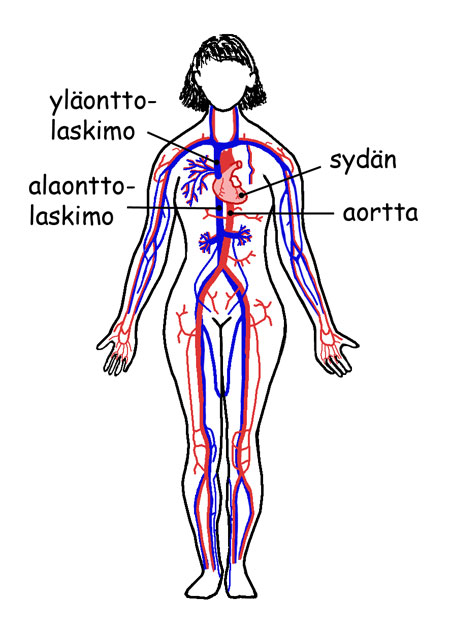 yläontto-
laskimo
sydän
alaontto-
laskimo
aortta